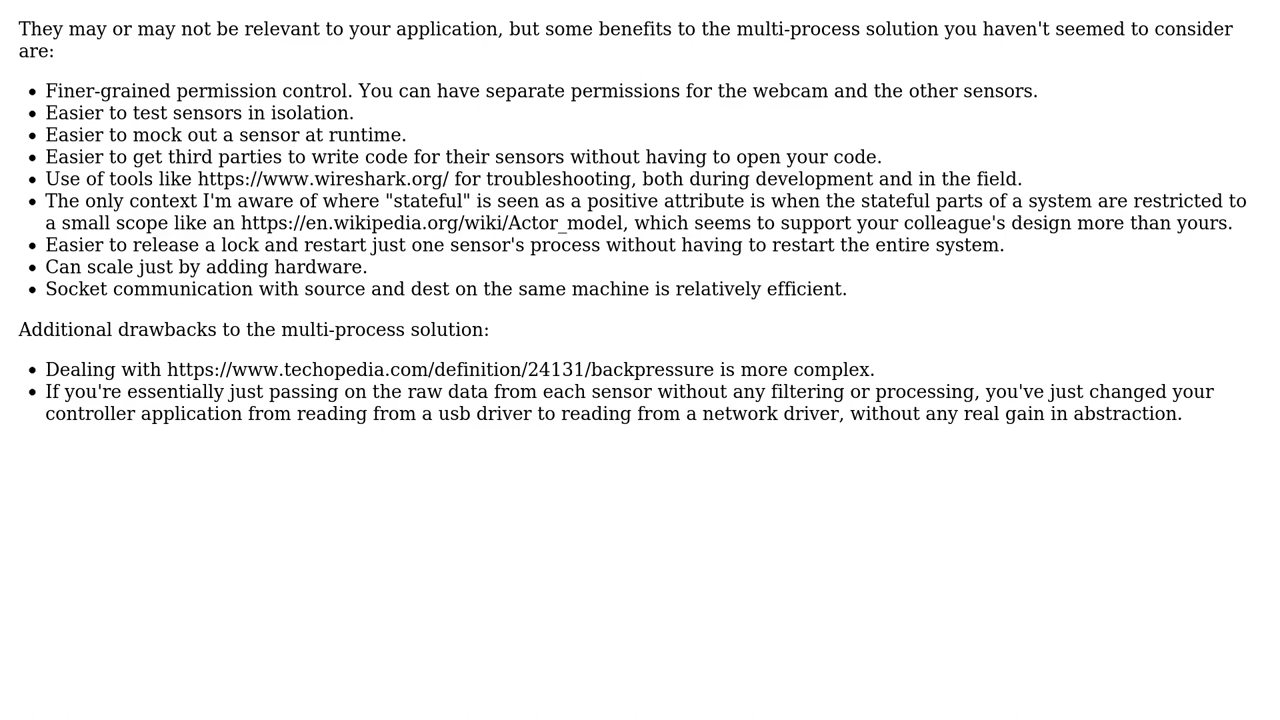 They may or may not be relevant to your application, but some benefits to the multi-process solution you haven't seemed to consider
are:
Finer-grained permission control. You can have separate permissions for the webcam and the other sensors.
Easier to test sensors in isolation.
Easier to mock out a sensor at runtime.
Easier to get third parties to write code for their sensors without having to open your code.
Use of tools like https://www.wireshark.org/ for troubleshooting, both during development and in the field.
The only context I'm aware of where "stateful" is seen as a positive attribute is when the stateful parts of a system are restricted to
a small scope like an https://en.wikipedia.org/wiki/Actor_model, which seems to support your colleague's design more than yours.
Easier to release a lock and restart just one sensor's process without having to restart the entire system.
Can scale just by adding hardware.
Socket communication with source and dest on the same machine is relatively efficient.
Additional drawbacks to the multi-process solution:
Dealing with https://www.techopedia.com/definition/24131/backpressure is more complex.
If you're essentially just passing on the raw data from each sensor without any filtering or processing, you've just changed your
controller application from reading from a usb driver to reading from a network driver, without any real gain in abstraction.